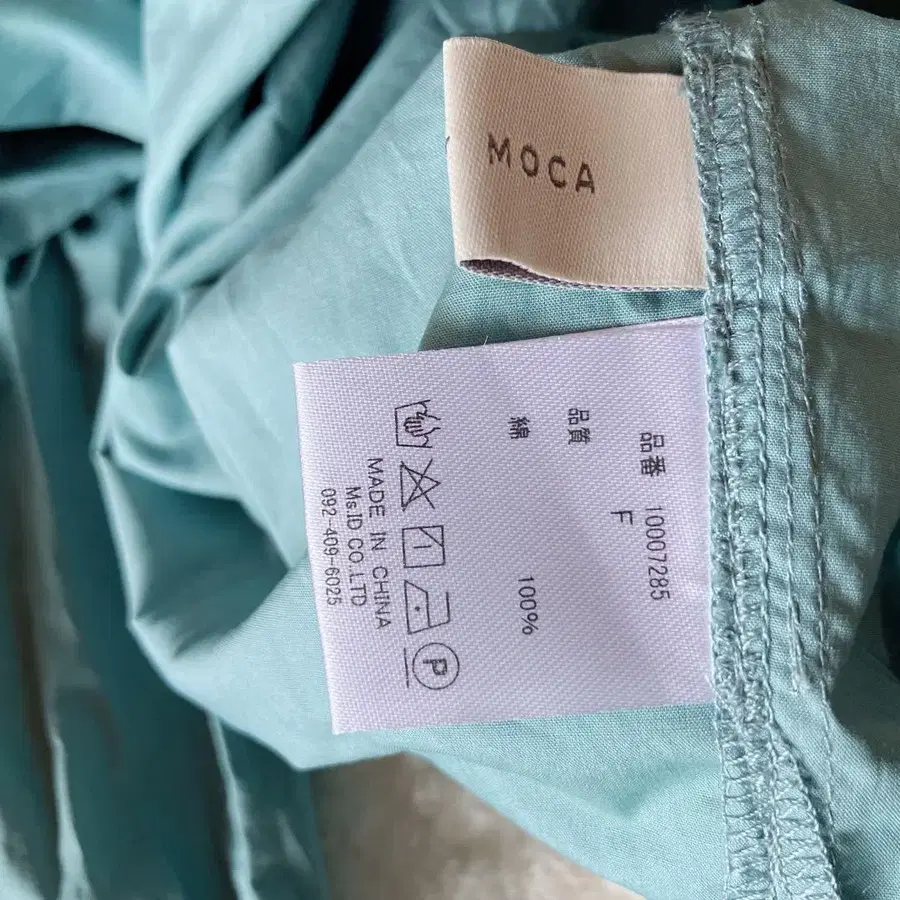 MOCA
品番 10007285
F
品質
綿 100%
P
MADE IN CHINA
Ms.ID CO.,LTD
092-409-6025